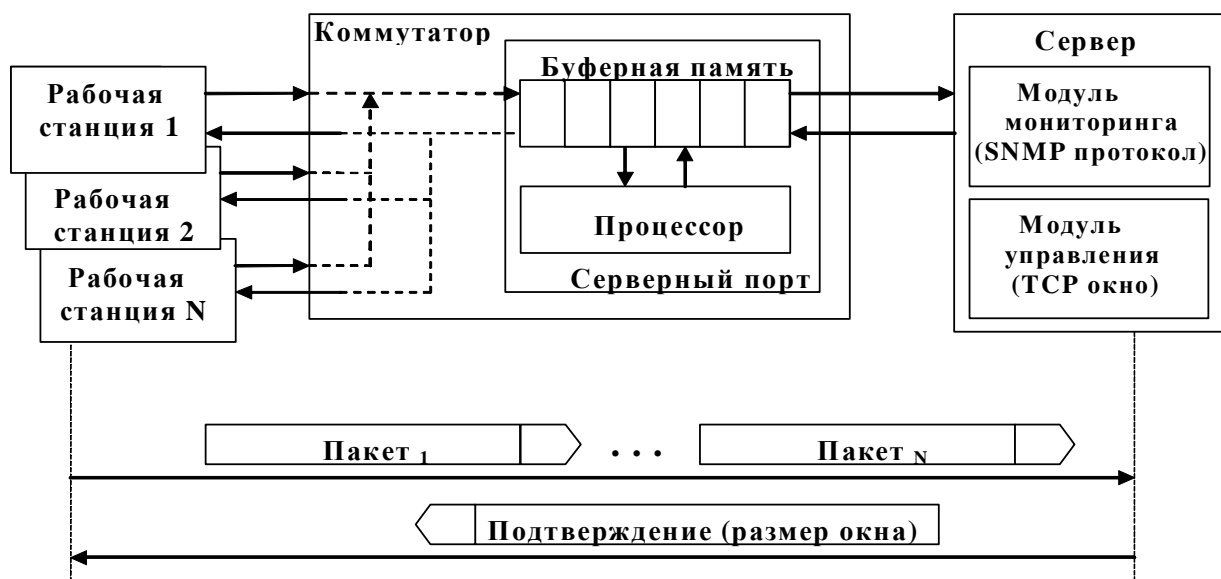 Коммутатор
Сервер
Буферная память
Рабочая
станция 1
Модуль
мониторинга
(SNMP протокол)
Рабочая
станция 2
Процессор
Модуль
управления
(TCP окно)
Рабочая
станция N
Серверный порт
Пакет 1
...
Пакет N
Подтверждение (размер окна)